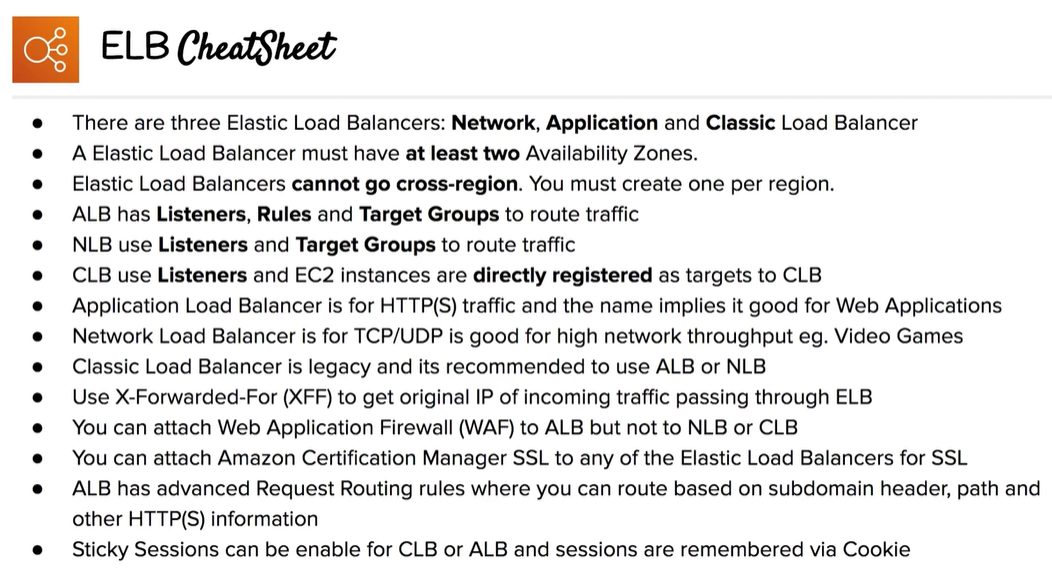 ELB CheatSheet
● There are three Elastic Load Balancers: Network, Application and Classic Load Balancer
● A Elastic Load Balancer must have at least two Availability Zones.
● Elastic Load Balancers cannot go cross-region. You must create one per region.
● ALB has Listeners, Rules and Target Groups to route traffic
● NLB use Listeners and Target Groups to route traffic
● CLB use Listeners and EC2 instances are directly registered as targets to CLB
● Application Load Balancer is for HTTP(S) traffic and the name implies it good for Web Applications
● Network Load Balancer is for TCP/UDP is good for high network throughput eg. Video Games
● Classic Load Balancer is legacy and its recommended to use ALB or NLB
● Use X-Forwarded-For (XFF) to get original IP of incoming traffic passing through ELB
● You can attach Web Application Firewall (WAF) to ALB but not to NLB or CLB
● You can attach Amazon Certification Manager SSL to any of the Elastic Load Balancers for SSL
● ALB has advanced Request Routing rules where you can route based on subdomain header, path and
other HTTP(S) information
● Sticky Sessions can be enable for CLB or ALB and sessions are remembered via Cookie